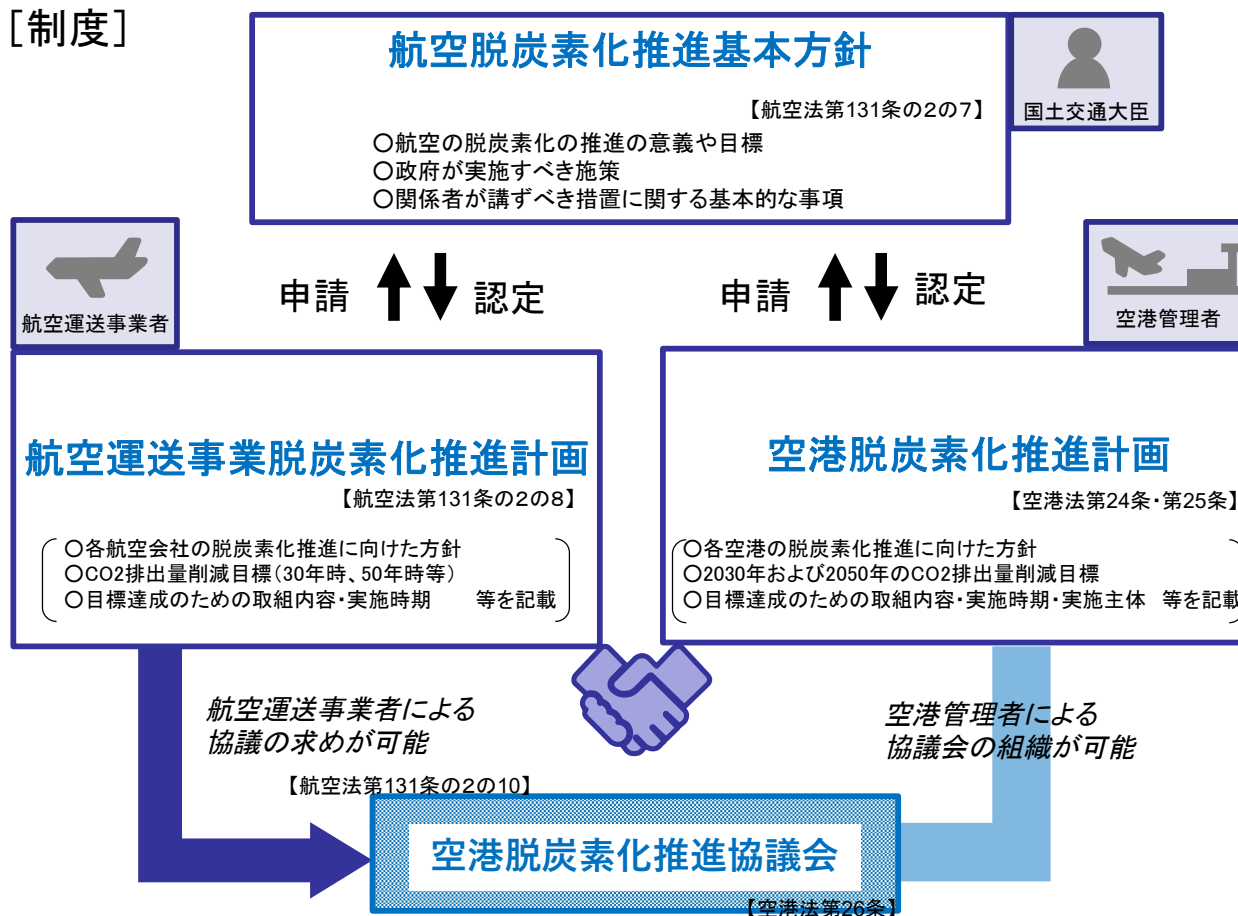 [制度]
航空脱炭素化推進基本方針
【航空法第131条の2の7】
国土交通大臣
○航空の脱炭素化の推進の意義や目標
○政府が実施すべき施策
○関係者が講ずべき措置に関する基本的な事項
航空運送事業者
申請 認定
申請 認定
空港管理者
航空運送事業脱炭素化推進計画
【航空法第131条の2の8】
○各航空会社の脱炭素化推進に向けた方針
○CO2排出量削減目標(30年時、50年時等)
○目標達成のための取組内容・実施時期 等を記載
空港脱炭素化推進計画
【空港法第24条・第25条】
○各空港の脱炭素化推進に向けた方針
○2030年および2050年のCO2排出量削減目標
○目標達成のための取組内容・実施時期・実施主体 等を記載
航空運送事業者による
協議の求めが可能
【航空法第131条の2の10】
空港管理者による
協議会の組織が可能
空港脱炭素化推進協議会
【空港法第26条】